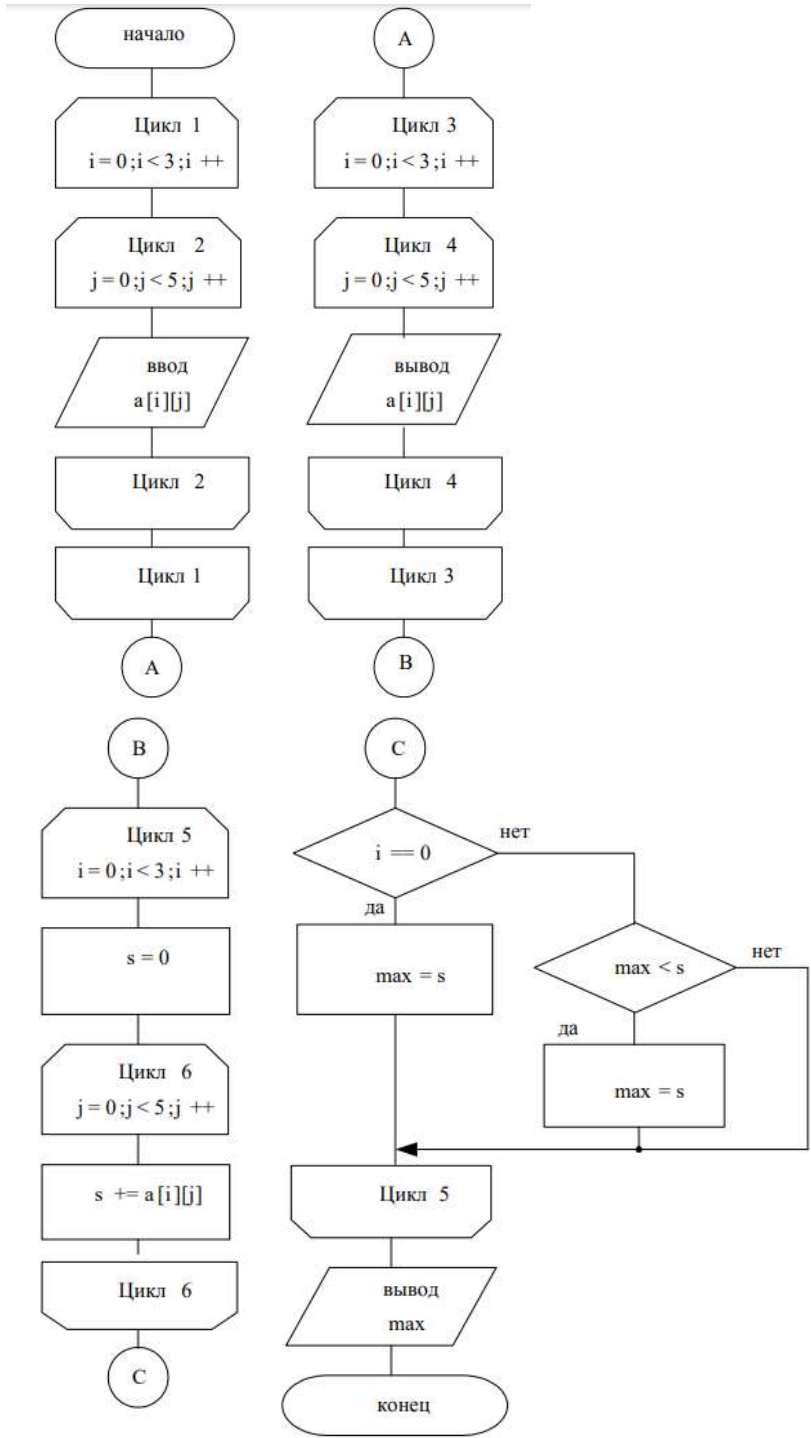 начало
Цикл 1
i = 0 ;i < 3 ;i ++
Цикл 2
j = 0 ;j < 5 ;j ++
ввод
a [ i ][ j ]
Цикл 2
Цикл 1
A
A
Цикл 3
i = 0 ;i < 3 ;i ++
Цикл 4
j = 0 ;j < 5 ;j ++
вывод
a [ i ][ j ]
Цикл 4
Цикл 3
B
B
Цикл 5
i = 0 ;i < 3 ;i ++
s = 0
Цикл 6
j = 0 ;j < 5 ;j ++
s += a [ i ][ j ]
Цикл 6
C
C
i == 0
нет
да
max = s
max < s
нет
да
max = s
Цикл 5
вывод
max
конец